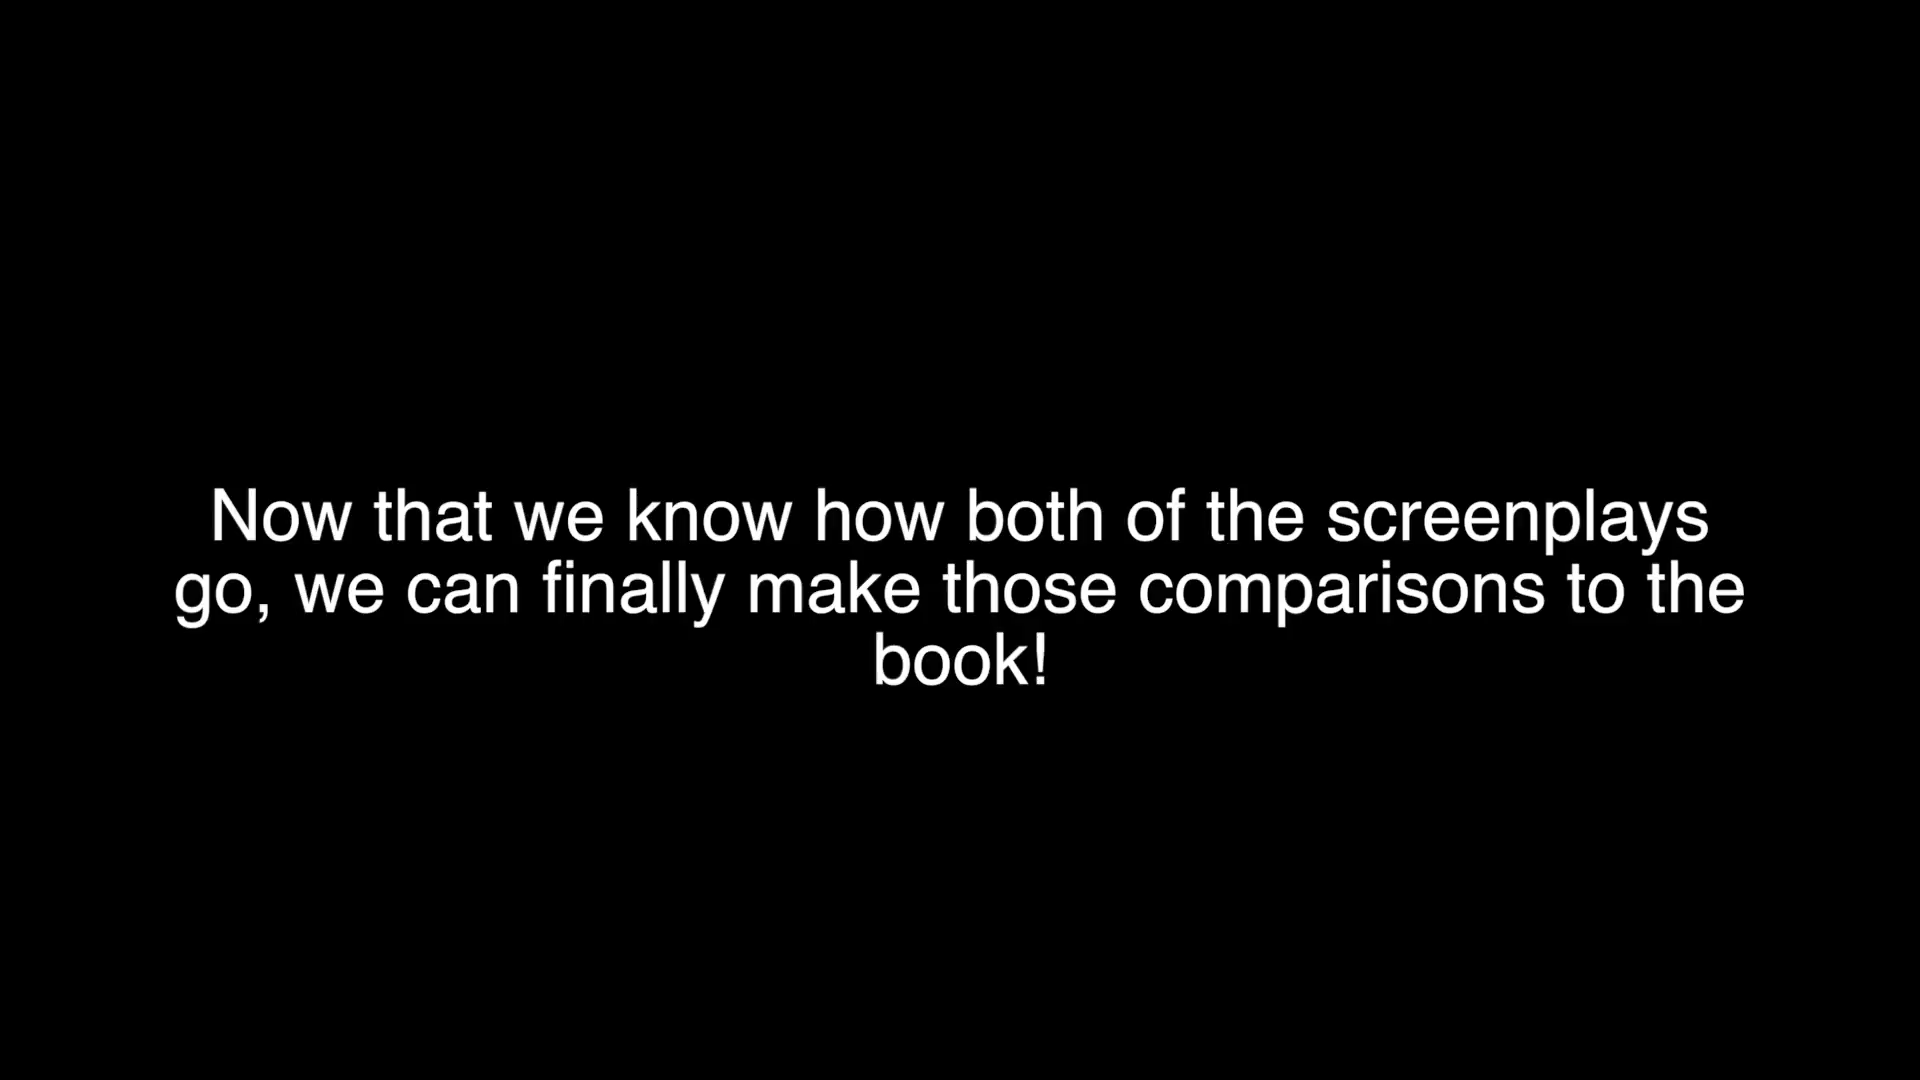 Now that we know how both of the screenplays
go, we can finally make those comparisons to the
book!